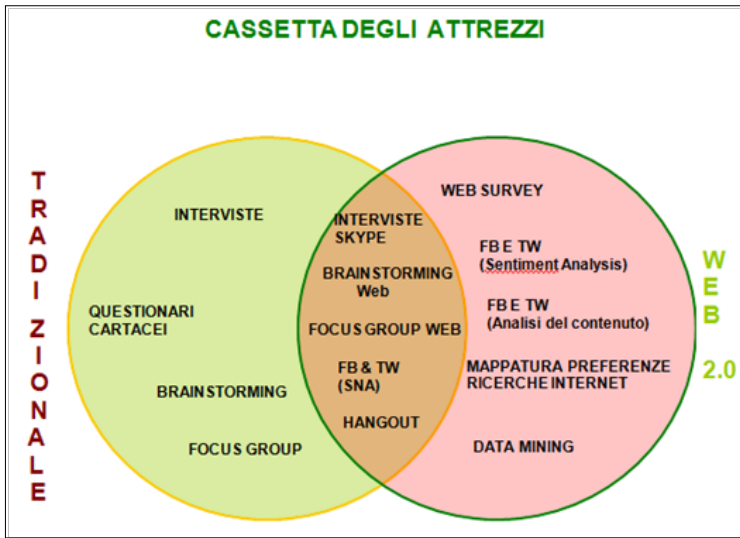 CASSETTA DEGLI ATTREZZI
TRADIZIONALE
INTERVISTE
QUESTIONARI
CARTACEI
BRAINSTORMING
FOCUS GROUP
INTERVISTE
SKYPE
BRAINSTORMING
Web
FOCUS GROUP WEB
FB & TW
(SNA)
HANGOUT
WEB SURVEY
FB E TW
(Sentiment Analysis)
FB E TW
(Analisi del contenuto)
MAPPATURA PREFERENZE
RICERCHE INTERNET
DATA MINING
WEB
2.0